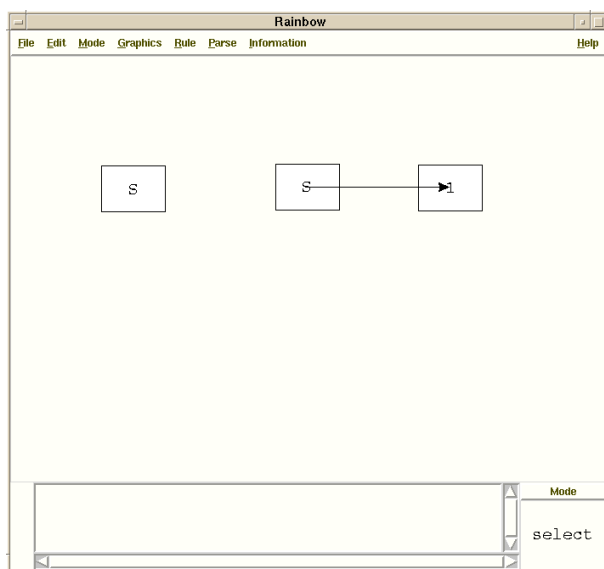 Rainbow
File Edit Mode Graphics Rule Parse Information Help
S S 1
Mode
select